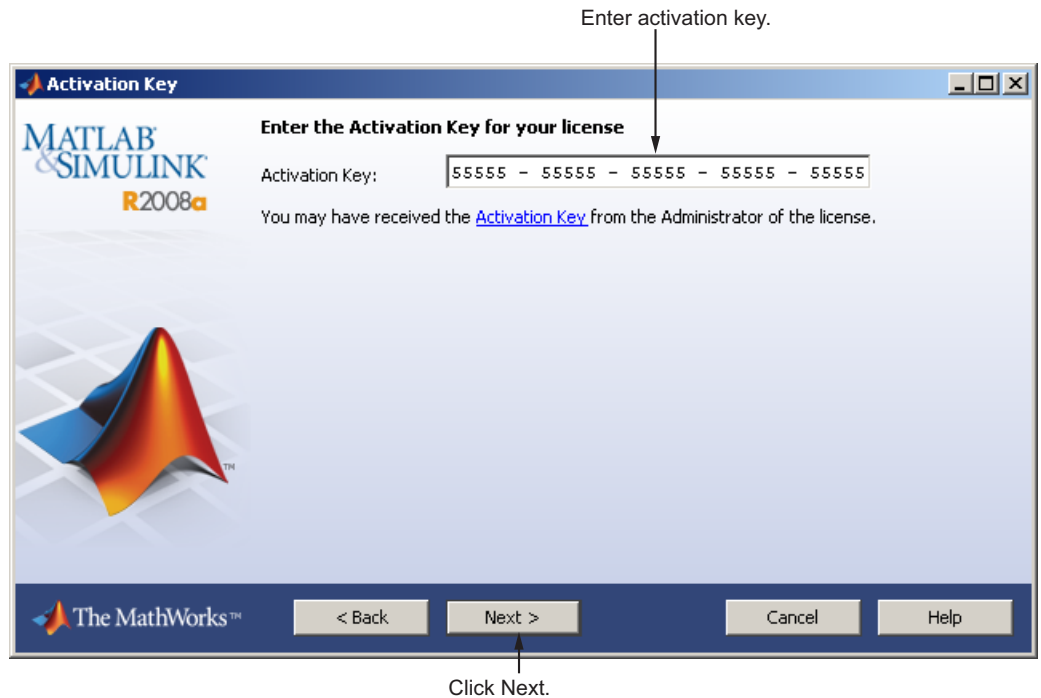 Enter activation key.
Activation Key
MATLAB
&SIMULINK
R2008a
Enter the Activation Key for your license
Activation Key: 55555 - 55555 - 55555 - 55555 - 55555
You may have received the Activation Key from the Administrator of the license.
TM
The MathWorks™
< Back
Next >
Cancel
Help
Click Next.